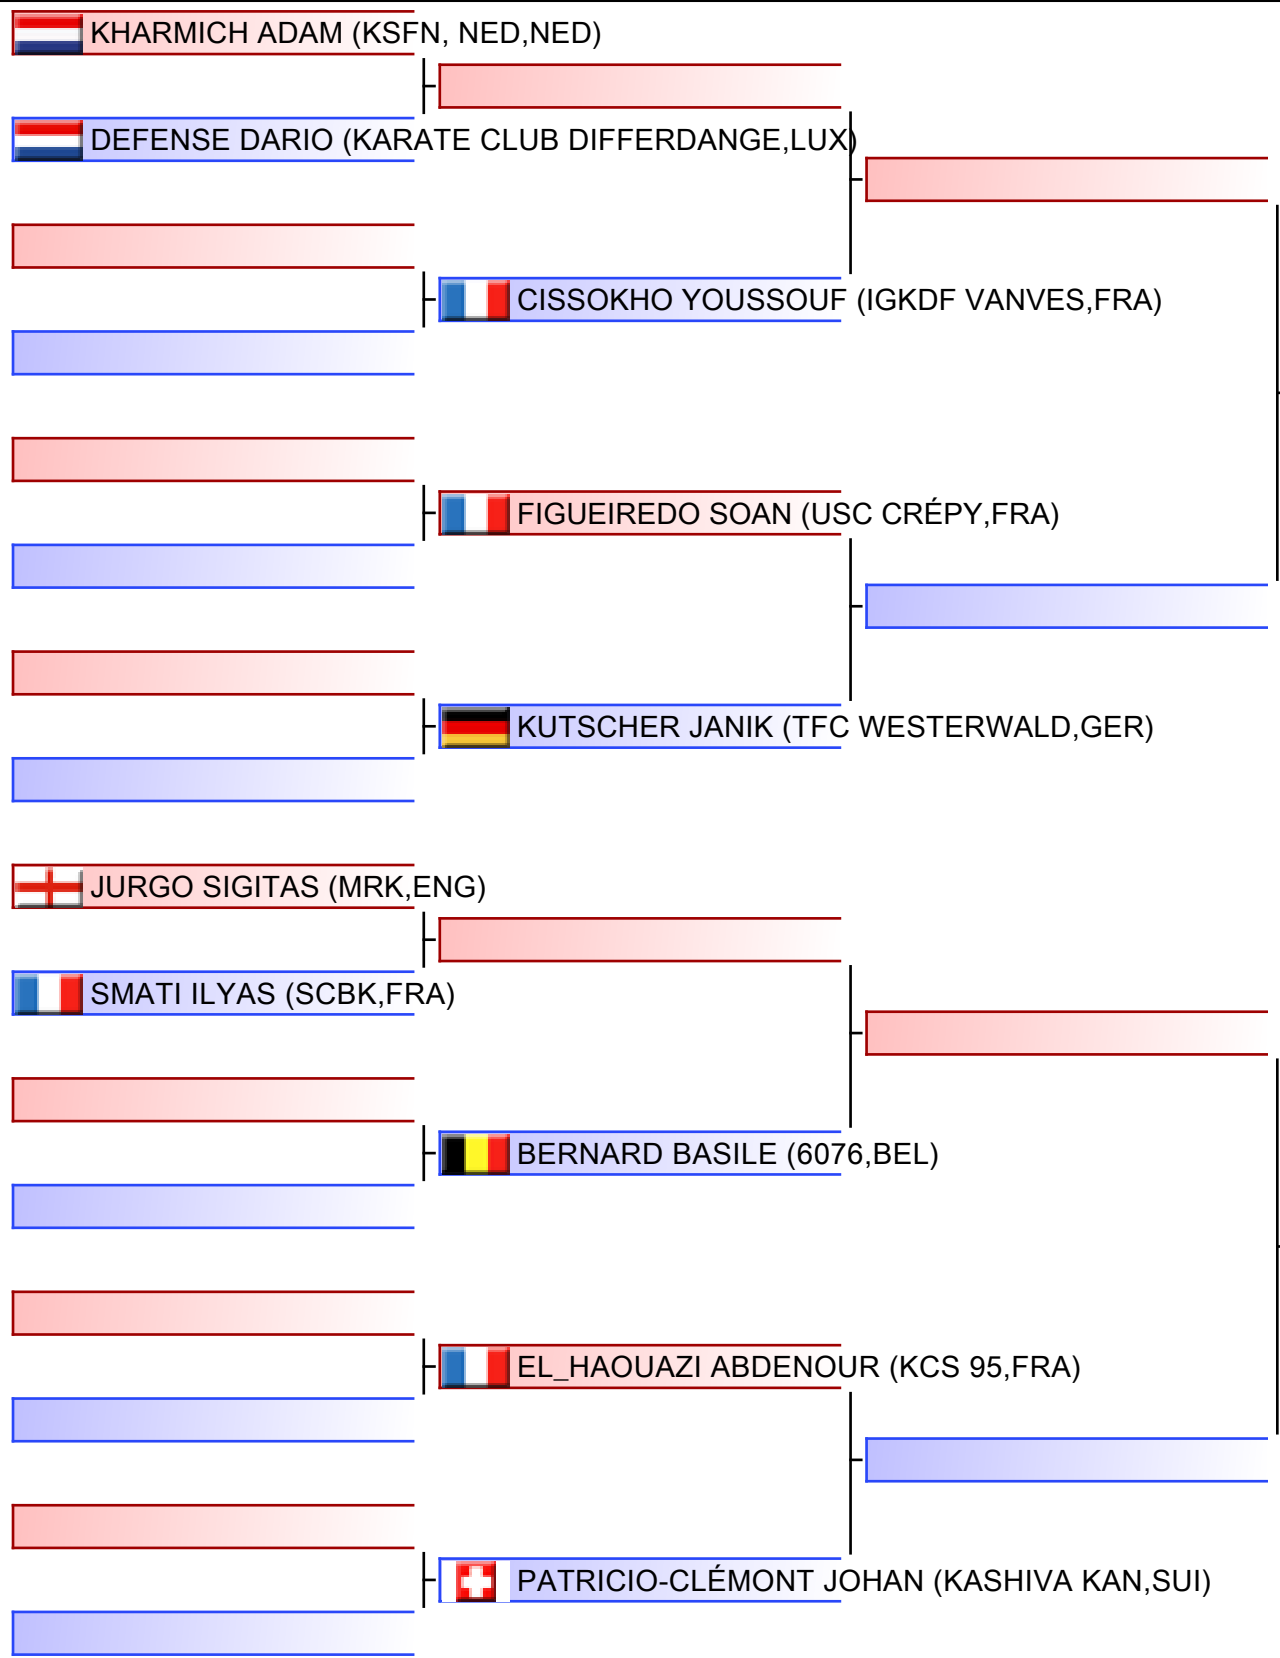 KHARMICH ADAM (KSFN, NED,NED)
DEFENSE DARIO (KARATE CLUB DIFFERDANGE,LUX)
CISSOKHO YOUSSOUF (IGKDF VANVES,FRA)
FIGUEIREDO SOAN (USC CRÉPY,FRA)
KUTSCHER JANIK (TFC WESTERWALD,GER)
JURGO SIGITAS (MRK,ENG)
SMATI ILYAS (SCBK,FRA)
BERNARD BASILE (6076,BEL)
EL_HAOUAZI ABDENOUR (KCS 95,FRA)
PATRICIO-CLÉMONT JOHAN (KASHIVA KAN,SUI)